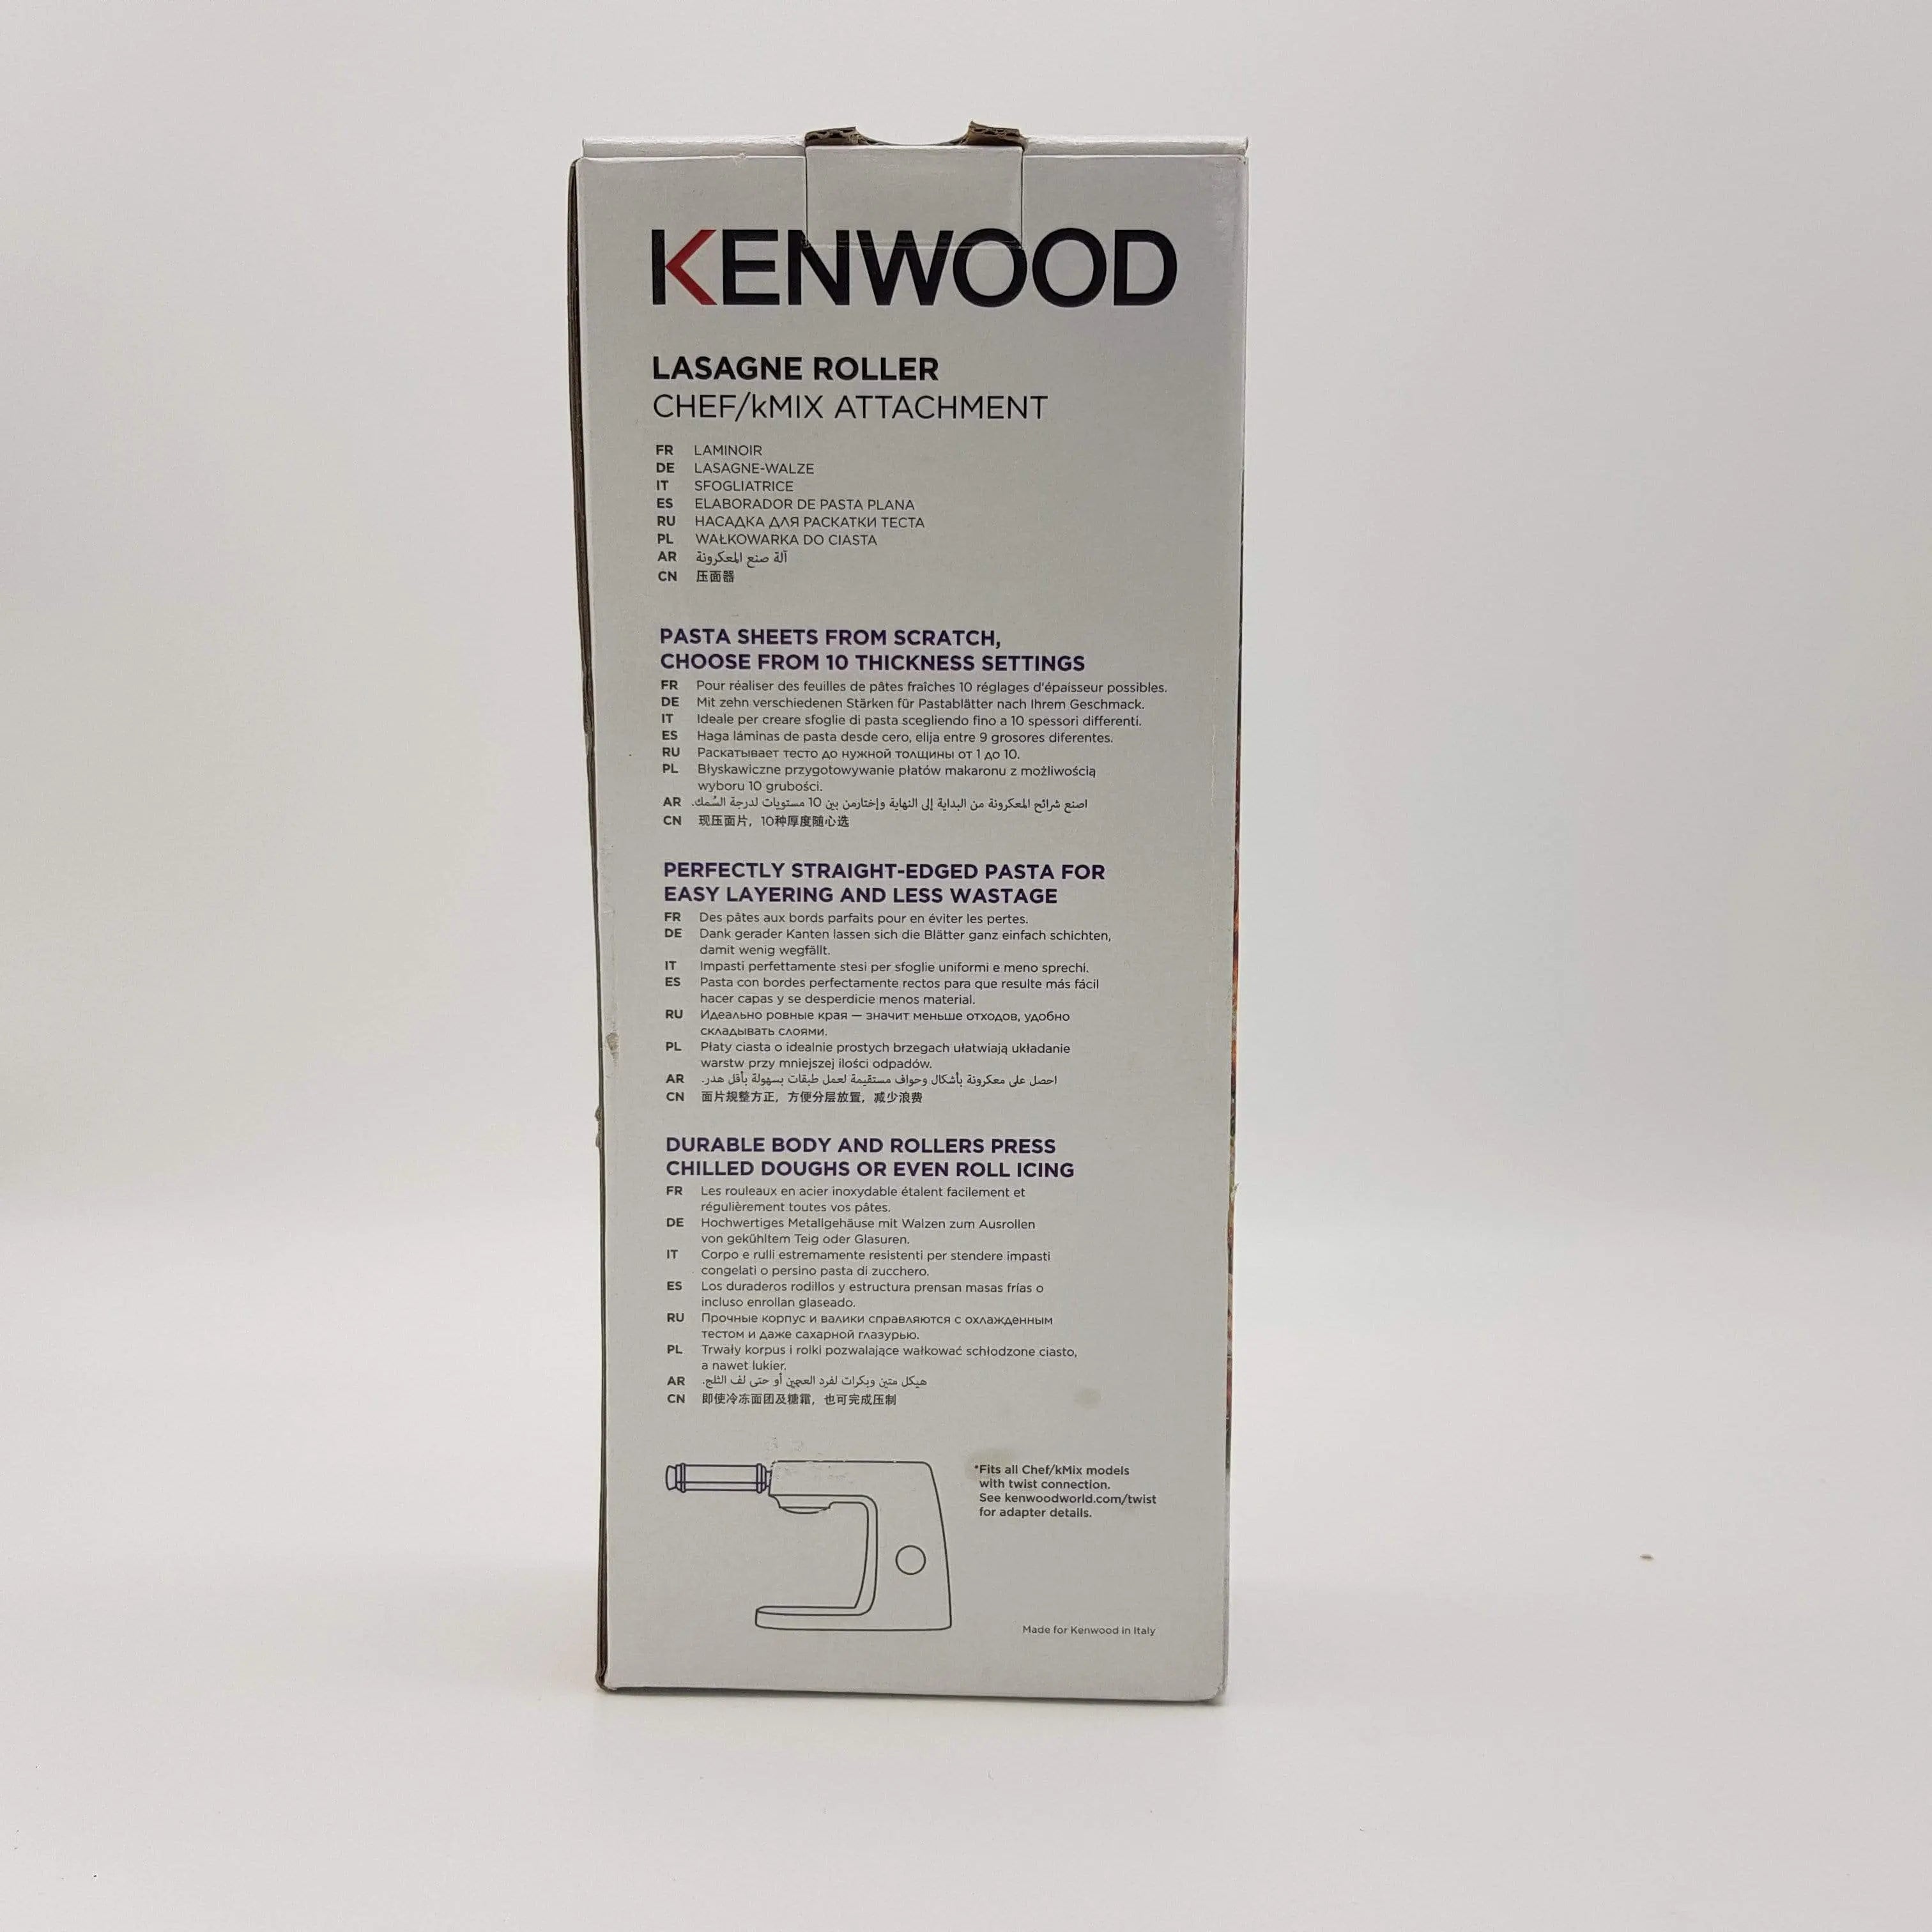 KENWOOD
LASAGNE ROLLER
CHEF/kMIX ATTACHMENT
FR LAMINOIR
DE LASAGNE-WALZE
IT SFOGLIATRICE
ES ELABORADOR DE PASTA PLANA
RU НАСАДКА ДЛЯ РАСКАТКИ ТЕСТА
PL WAŁKOWARKA DO CIASTA
AR آلة صنع المعكرونة
CN 压面器
PASTA SHEETS FROM SCRATCH,
CHOOSE FROM 10 THICKNESS SETTINGS
FR Pour réaliser des feuilles de pâtes fraîches 10 réglages d'épaisseur possibles.
DE Mit zehn verschiedenen Stärken für Pastablätter nach Ihrem Geschmack.
IT Ideale per creare sfoglie di pasta scegliendo fino a 10 spessori differenti.
ES Haga láminas de pasta desde cero, elija entre 9 grosores diferentes.
RU Раскатывает тесто до нужной толщины от 1 до 10.
PL Błyskawiczne przygotowywanie płatów makaronu z możliwością
wyboru 10 grubości.
AR اصنع شرائح المعكرونة من البداية إلى النهاية وإختارمن بين 10 مستويات لدرجة السُمك.
CN 现压面片，10种厚度随心选
PERFECTLY STRAIGHT-EDGED PASTA FOR
EASY LAYERING AND LESS WASTAGE
FR Des pâtes aux bords parfaits pour en éviter les pertes.
DE Dank gerader Kanten lassen sich die Blätter ganz einfach schichten,
damit wenig wegfällt.
IT Impasti perfettamente stesi per sfoglie uniformi e meno sprechi.
ES Pasta con bordes perfectamente rectos para que resulte más fácil
hacer capas y se desperdicie menos material.
RU Идеально ровные края — значит меньше отходов, удобно
складывать слоями.
PL Płaty ciasta o idealnie prostych brzegach ułatwiają układanie
warstw przy mniejszej ilości odpadów.
AR احصل على معكرونة بأشكال وحواف مستقيمة لعمل طبقات بسهولة بأقل هدر.
CN 面片规整方正，方便分层放置，减少浪费
DURABLE BODY AND ROLLERS PRESS
CHILLED DOUGHS OR EVEN ROLL ICING
FR Les rouleaux en acier inoxydable étalent facilement et
régulièrement toutes vos pâtes.
DE Hochwertiges Metallgehäuse mit Walzen zum Ausrollen
von gekühltem Teig oder Glasuren.
IT Corpo e rulli estremamente resistenti per stendere impasti
congelati o persino pasta di zucchero.
ES Los duraderos rodillos y estructura prensan masas frías o
incluso enrollan glaseado.
RU Прочные корпус и валики справляются с охлажденным
тестом и даже сахарной глазурью.
PL Trwały korpus i rolki pozwalające wałkować schłodzone ciasto,
a nawet lukier.
AR هيكل متين وبكرات لفرد العجين أو حتى لف الثلج.
CN 即使冷冻面团及糖霜，也可完成压制
*Fits all Chef/kMix models
with twist connection.
See kenwoodworld.com/twist
for adapter details.
Made for Kenwood in Italy